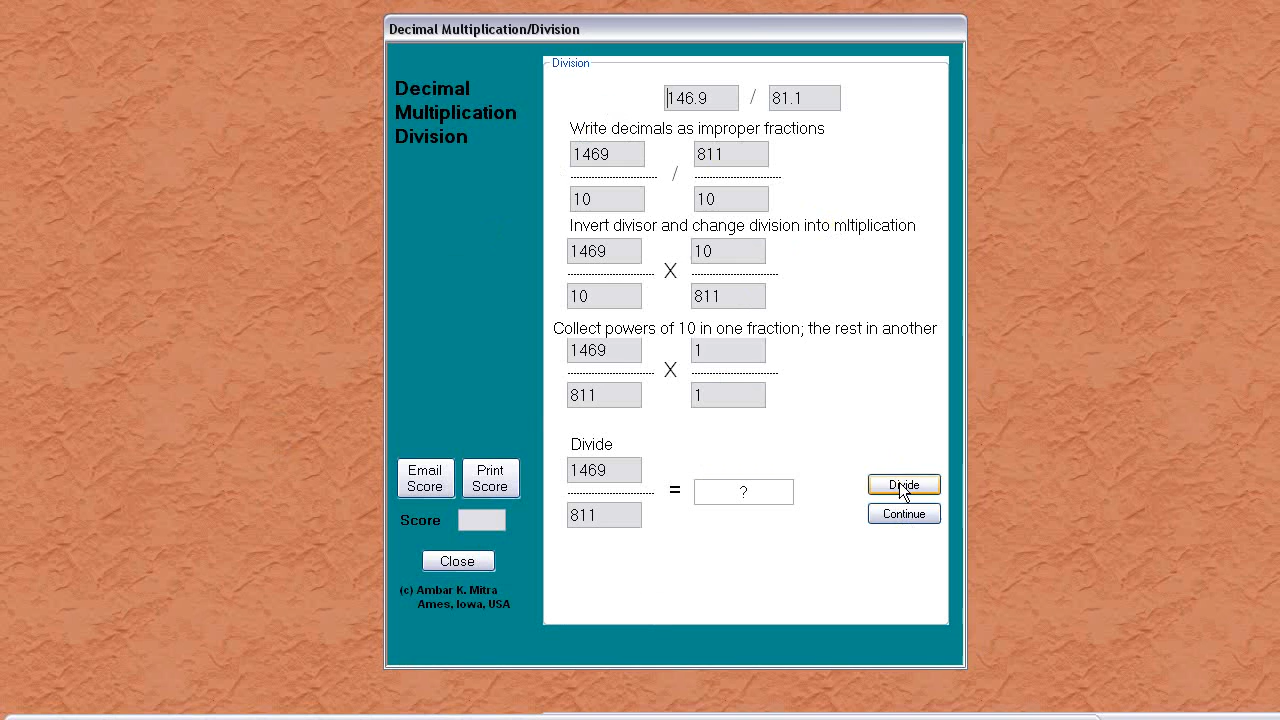 Decimal Multiplication/Division
Decimal
Multiplication
Division
Division
146.9 / 81.1
Write decimals as improper fractions
1469 811
/
10 10
Invert divisor and change division into mltiplication
1469 10
X
10 811
Collect powers of 10 in one fraction; the rest in another
1469 1
X
811 1
Divide
1469
= ?
811
Divide
Continue
Email
Score
Print
Score
Score
Close
(c) Ambar K. Mitra
Ames, Iowa, USA